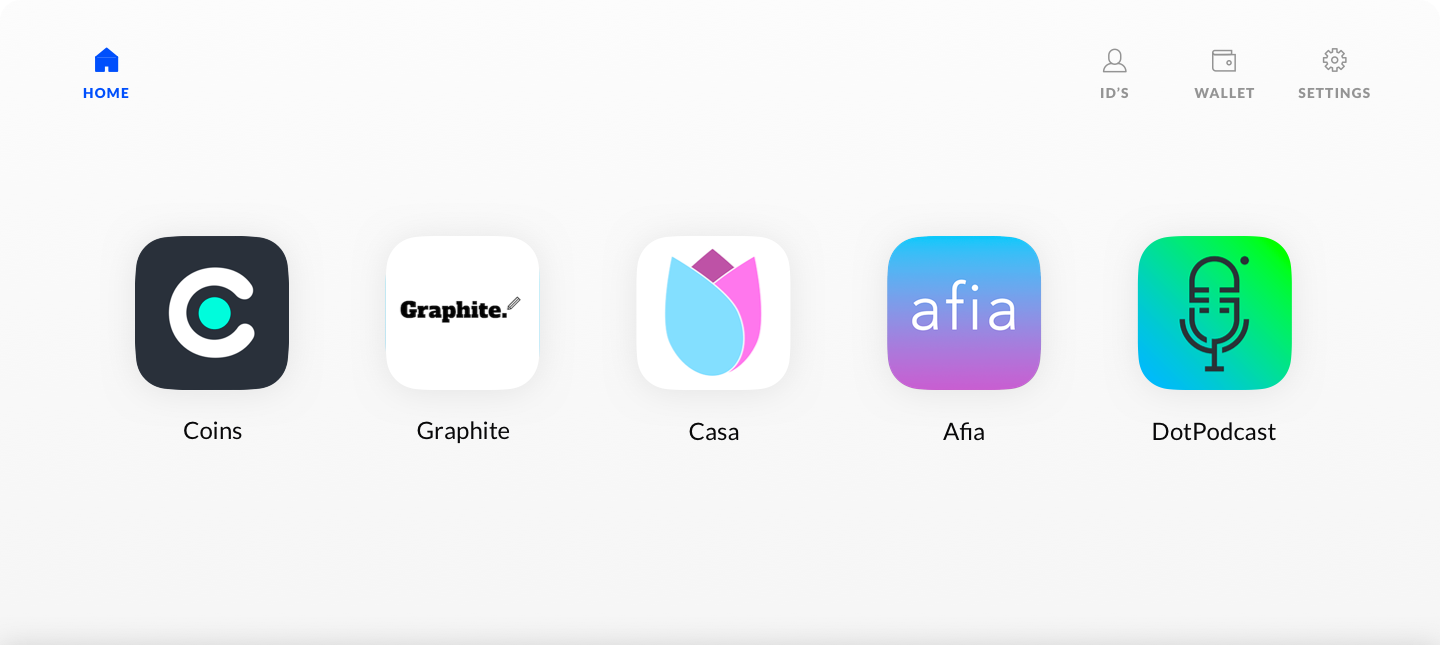 HOME
ID'S
WALLET
SETTINGS
Graphite.
afia
Coins
Graphite
Casa
Afia
DotPodcast